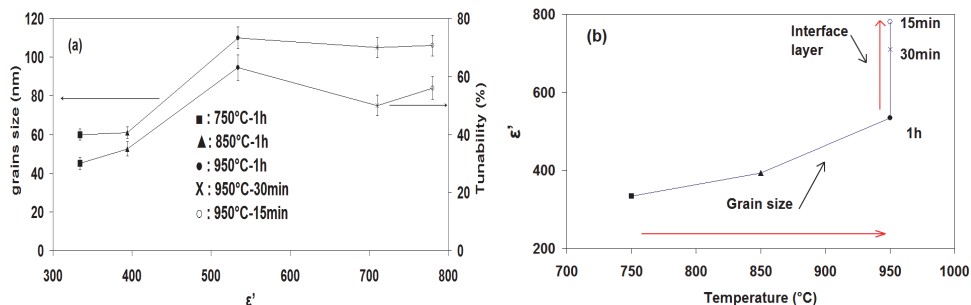 (a)
grains size (nm)
120
100
80
60
40
20
0
80
60
40
20
0
Tunability (%)
■ : 750°C-1h
▲ : 850°C-1h
● : 950°C-1h
X : 950°C-30min
○ : 950°C-15min
300 400 500 600 700 800
ε'
(b)
ε'
800
600
400
200
Interface
layer
15min
30min
1h
Grain size
700 750 800 850 900 950 1000
Temperature (°C)